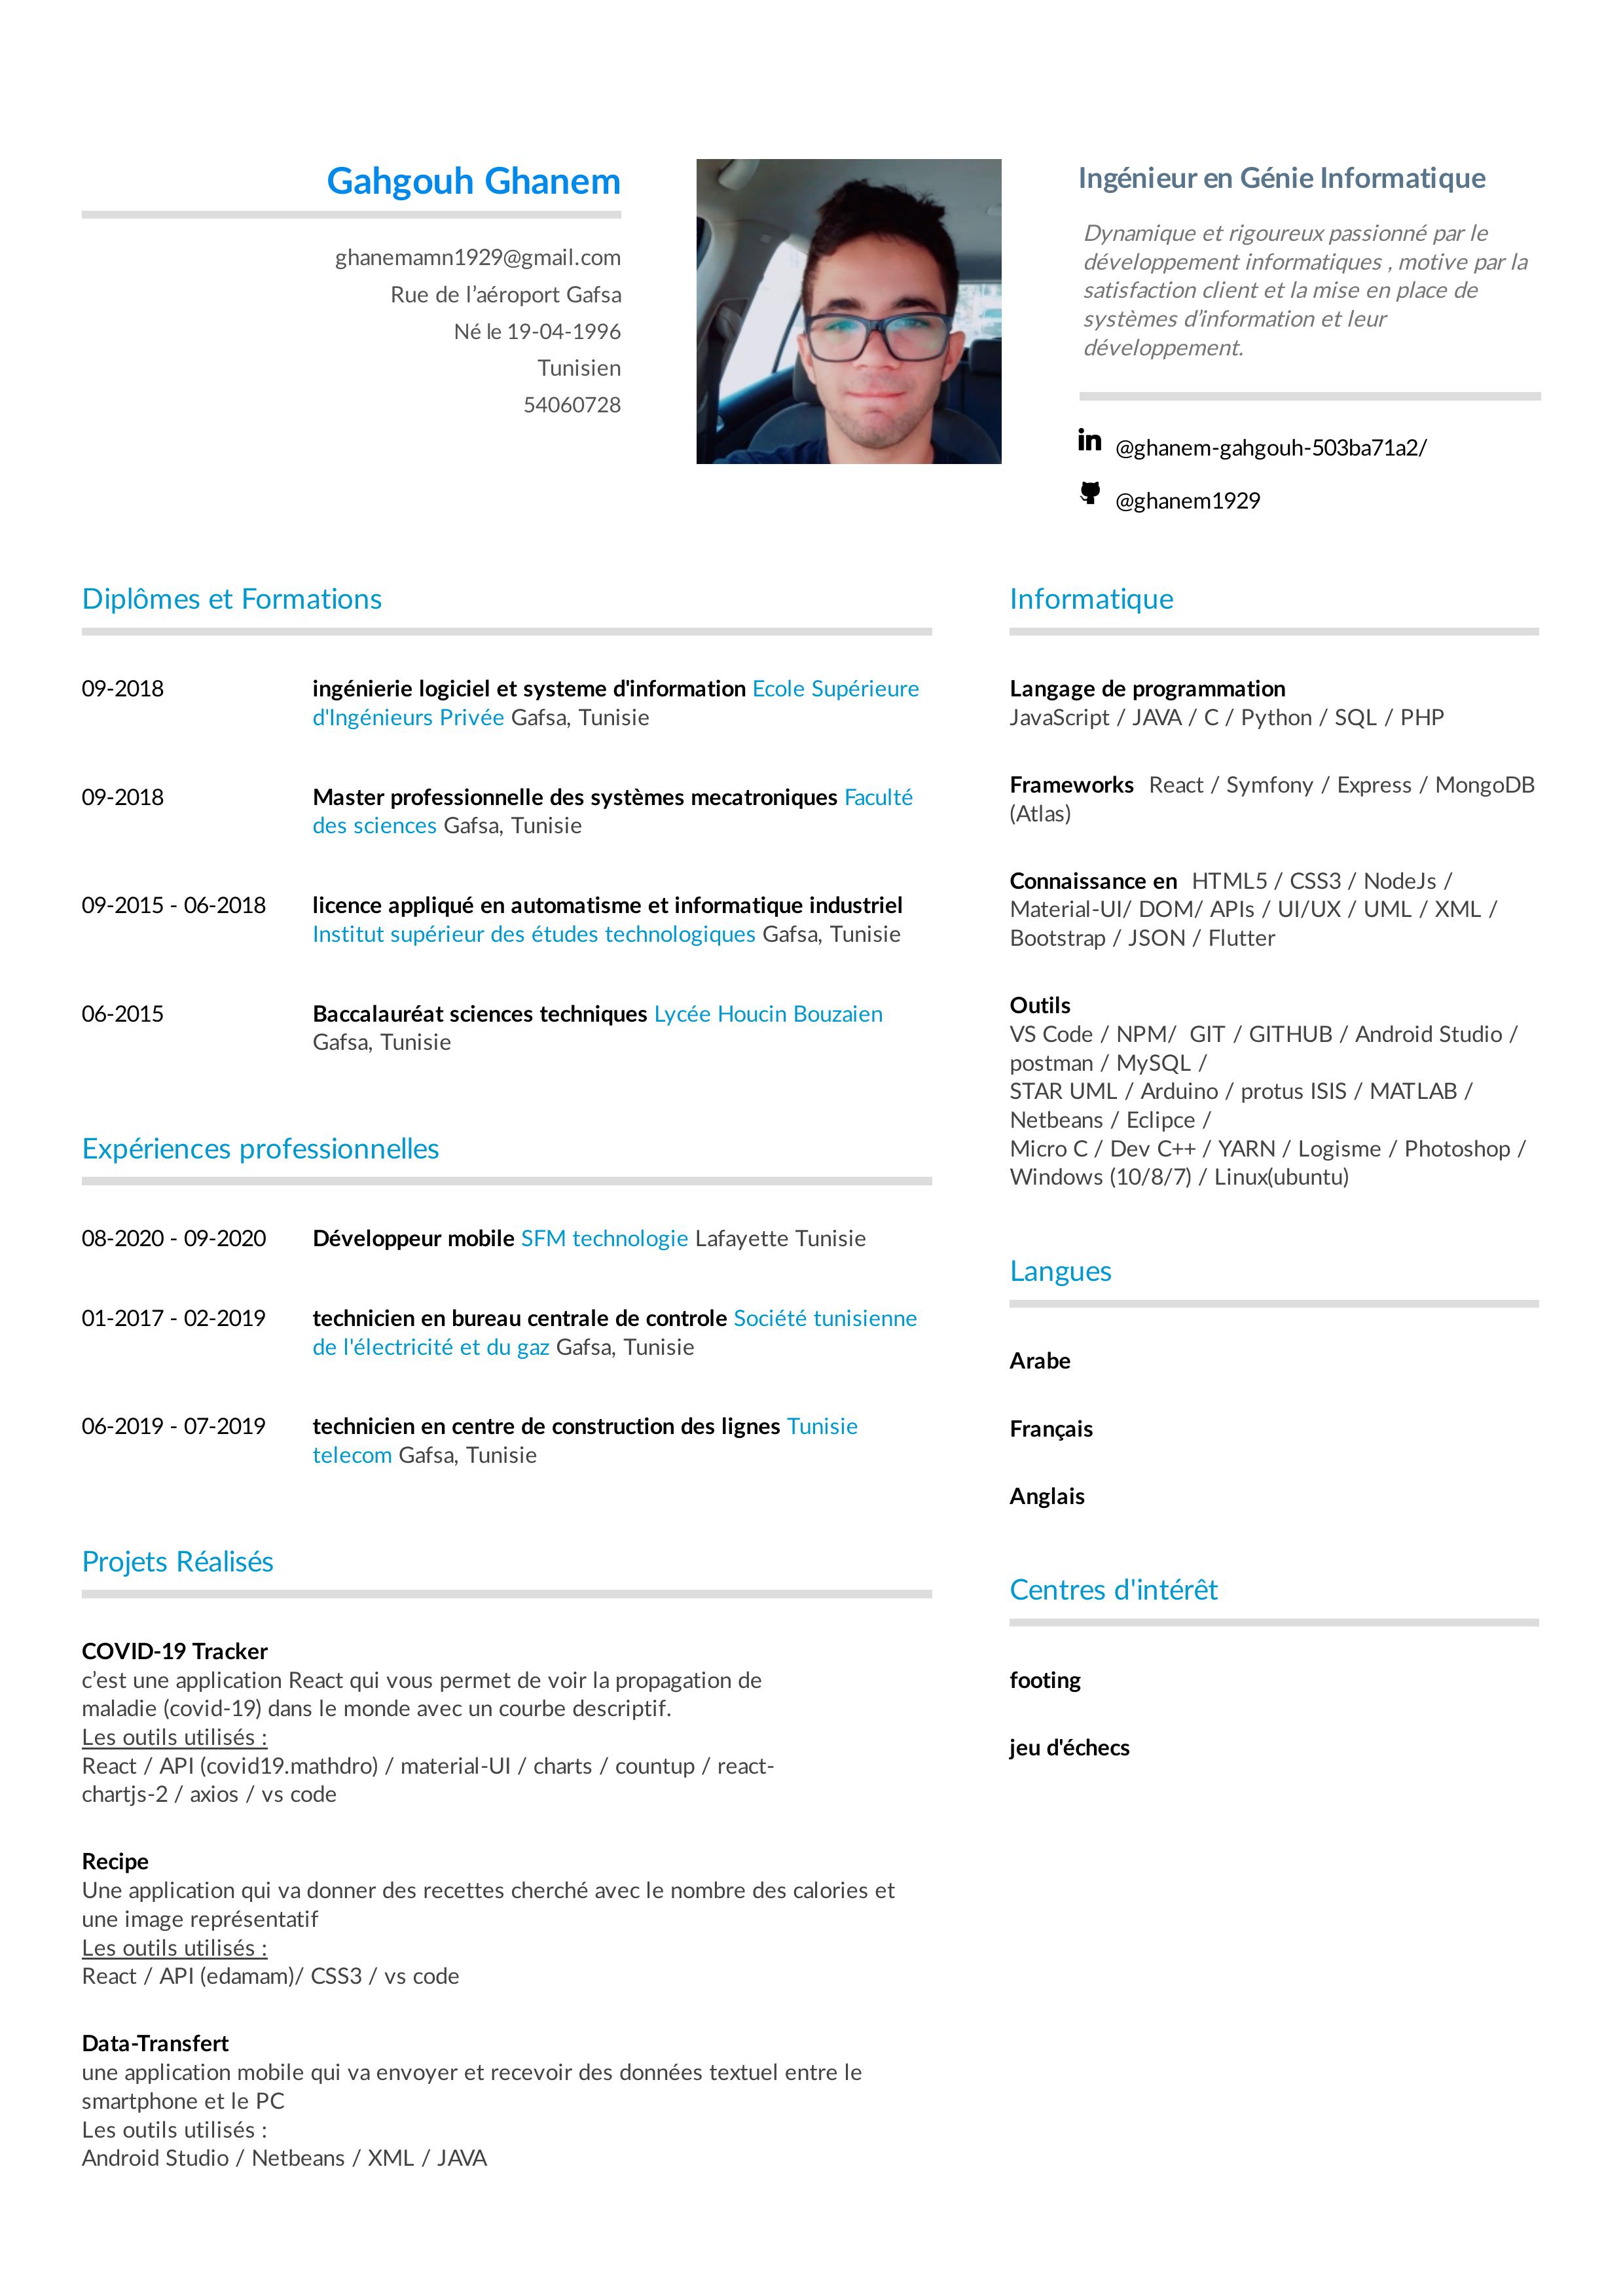 Gahgouh Ghanem
ghanemamn1929@gmail.com
Rue de l’aéroport Gafsa
Né le 19-04-1996
Tunisien
54060728
Ingénieur en Génie Informatique
Dynamique et rigoureux passionné par le
développement informatiques , motive par la
satisfaction client et la mise en place de
systèmes d’information et leur
développement.
in @ghanem-gahgouh-503ba71a2/
@ghanem1929
Diplômes et Formations
09-2018 ingénierie logiciel et systeme d'information Ecole Supérieure
d'Ingénieurs Privée Gafsa, Tunisie
09-2018 Master professionnelle des systèmes mecatroniques Faculté
des sciences Gafsa, Tunisie
09-2015 - 06-2018 licence appliqué en automatisme et informatique industriel
Institut supérieur des études technologiques Gafsa, Tunisie
06-2015 Baccalauréat sciences techniques Lycée Houcin Bouzaien
Gafsa, Tunisie
Expériences professionnelles
08-2020 - 09-2020 Développeur mobile SFM technologie Lafayette Tunisie
01-2017 - 02-2019 technicien en bureau centrale de controle Société tunisienne
de l'électricité et du gaz Gafsa, Tunisie
06-2019 - 07-2019 technicien en centre de construction des lignes Tunisie
telecom Gafsa, Tunisie
Projets Réalisés
COVID-19 Tracker
c’est une application React qui vous permet de voir la propagation de
maladie (covid-19) dans le monde avec un courbe descriptif.
Les outils utilisés :
React / API (covid19.mathdro) / material-UI / charts / countup / react-
chartjs-2 / axios / vs code
Recipe
Une application qui va donner des recettes cherché avec le nombre des calories et
une image représentatif
Les outils utilisés :
React / API (edamam)/ CSS3 / vs code
Data-Transfert
une application mobile qui va envoyer et recevoir des données textuel entre le
smartphone et le PC
Les outils utilisés :
Android Studio / Netbeans / XML / JAVA
Informatique
Langage de programmation
JavaScript / JAVA / C / Python / SQL / PHP
Frameworks React / Symfony / Express / MongoDB
(Atlas)
Connaissance en HTML5 / CSS3 / NodeJs /
Material-UI/ DOM/ APIs / UI/UX / UML / XML /
Bootstrap / JSON / Flutter
Outils
VS Code / NPM/ GIT / GITHUB / Android Studio /
postman / MySQL /
STAR UML / Arduino / protus ISIS / MATLAB /
Netbeans / Eclipce /
Micro C / Dev C++ / YARN / Logisme / Photoshop /
Windows (10/8/7) / Linux(ubuntu)
Langues
Arabe
Français
Anglais
Centres d'intérêt
footing
jeu d'échecs